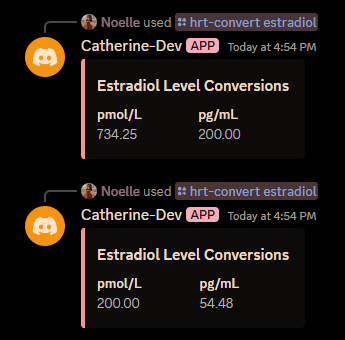 Noelle used hrt-convert estradiol
Catherine-Dev APP Today at 4:54 PM
Estradiol Level Conversions
pmol/L pg/mL
734.25 200.00
Noelle used hrt-convert estradiol
Catherine-Dev APP Today at 4:54 PM
Estradiol Level Conversions
pmol/L pg/mL
200.00 54.48